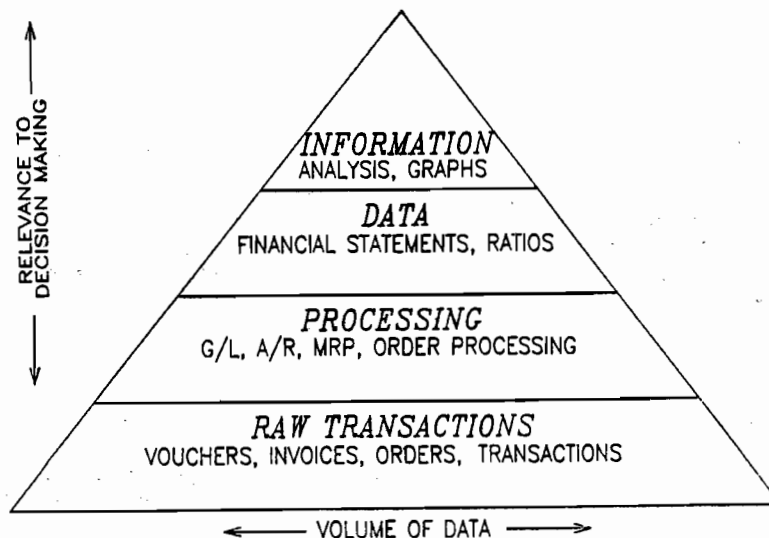 RELEVANCE TO
DECISION MAKING
INFORMATION
ANALYSIS, GRAPHS
DATA
FINANCIAL STATEMENTS, RATIOS
PROCESSING
G/L, A/R, MRP, ORDER PROCESSING
RAW TRANSACTIONS
VOUCHERS, INVOICES, ORDERS, TRANSACTIONS
VOLUME OF DATA